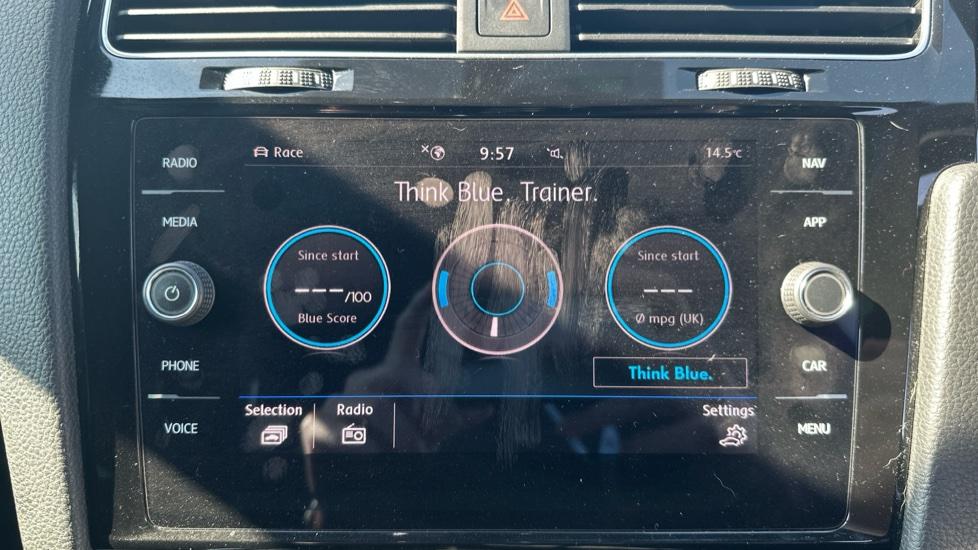 RADIO
MEDIA
PHONE
VOICE
Race
9:57
14.5°C
Think Blue. Trainer.
Since start
---/100
Blue Score
Since start
---
Ø mpg (UK)
Think Blue.
Selection
Radio
Settings
NAV
APP
CAR
MENU